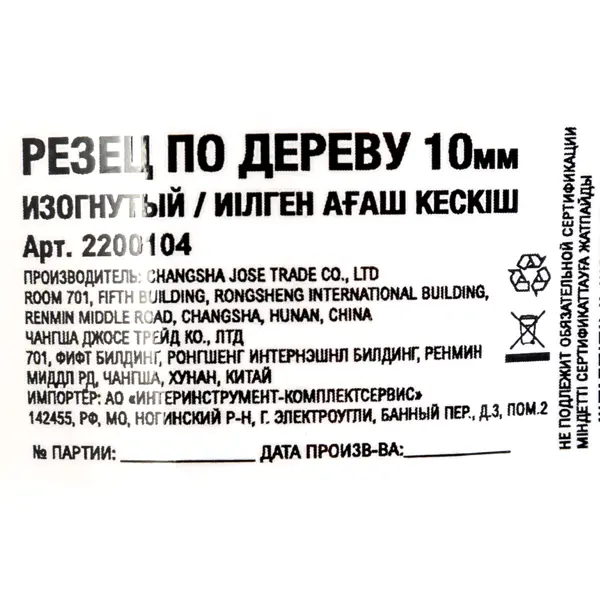 РЕЗЕЦ ПО ДЕРЕВУ 10мм
ИЗОГНУТЫЙ / ИІЛГЕН АҒАШ КЕСКІШ
Арт. 2200104
ПРОИЗВОДИТЕЛЬ: CHANGSHA JOSE TRADE CO., LTD
ROOM 701, FIFTH BUILDING, RONGSHENG INTERNATIONAL BUILDING,
RENMIN MIDDLE ROAD, CHANGSHA, HUNAN, CHINA
ЧАНГША ДЖОСЕ ТРЕЙД КО., ЛТД
701, ФИФТ БИЛДИНГ, РОНГШЕНГ ИНТЕРНЭШНЛ БИЛДИНГ, РЕНМИН
МИДДЛ РД, ЧАНГША, ХУНАН, КИТАЙ
ИМПОРТЕР: АО «ИНТЕРИНСТРУМЕНТ-КОМПЛЕКТСЕРВИС»
142455, РФ, МО, НОГИНСКИЙ Р-Н, Г. ЭЛЕКТРОУГЛИ, БАННЫЙ ПЕР., Д.3, ПОМ.2
№ ПАРТИИ: ____________ ДАТА ПРОИЗВ-ВА: ____________
НЕ ПОДЛЕЖИТ ОБЯЗАТЕЛЬНОЙ СЕРТИФИКАЦИИ
МІНДЕТТІ СЕРТИФИКАТТАУҒА ЖАТПАЙДЫ